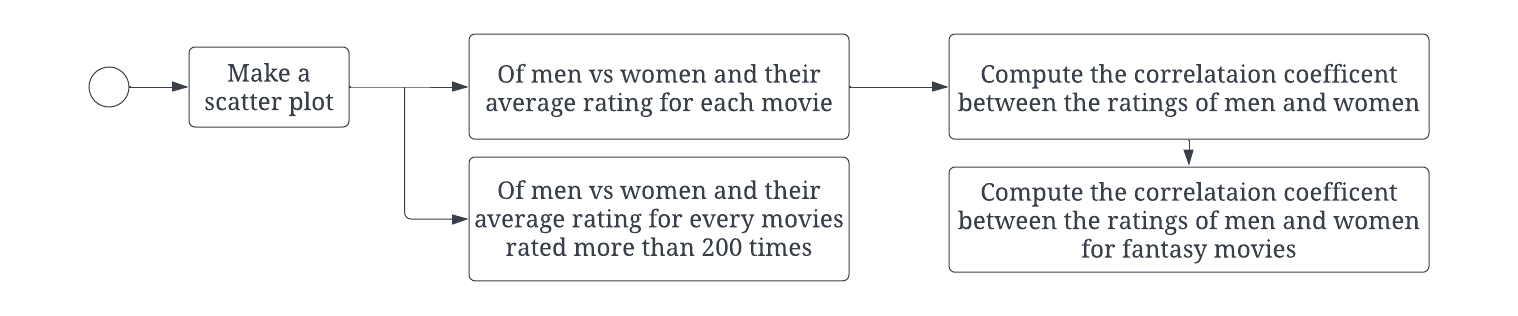 Make a
scatter plot
Of men vs women and their
average rating for each movie
Compute the correlataion coefficent
between the ratings of men and women
Of men vs women and their
average rating for every movies
rated more than 200 times
Compute the correlataion coefficent
between the ratings of men and women
for fantasy movies